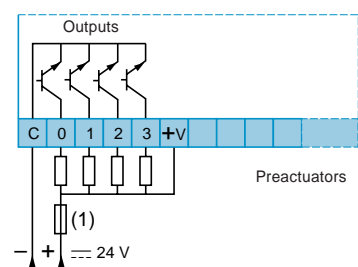 Outputs
C 0 1 2 3 +V
Preactuators
(1)
– + 24 V